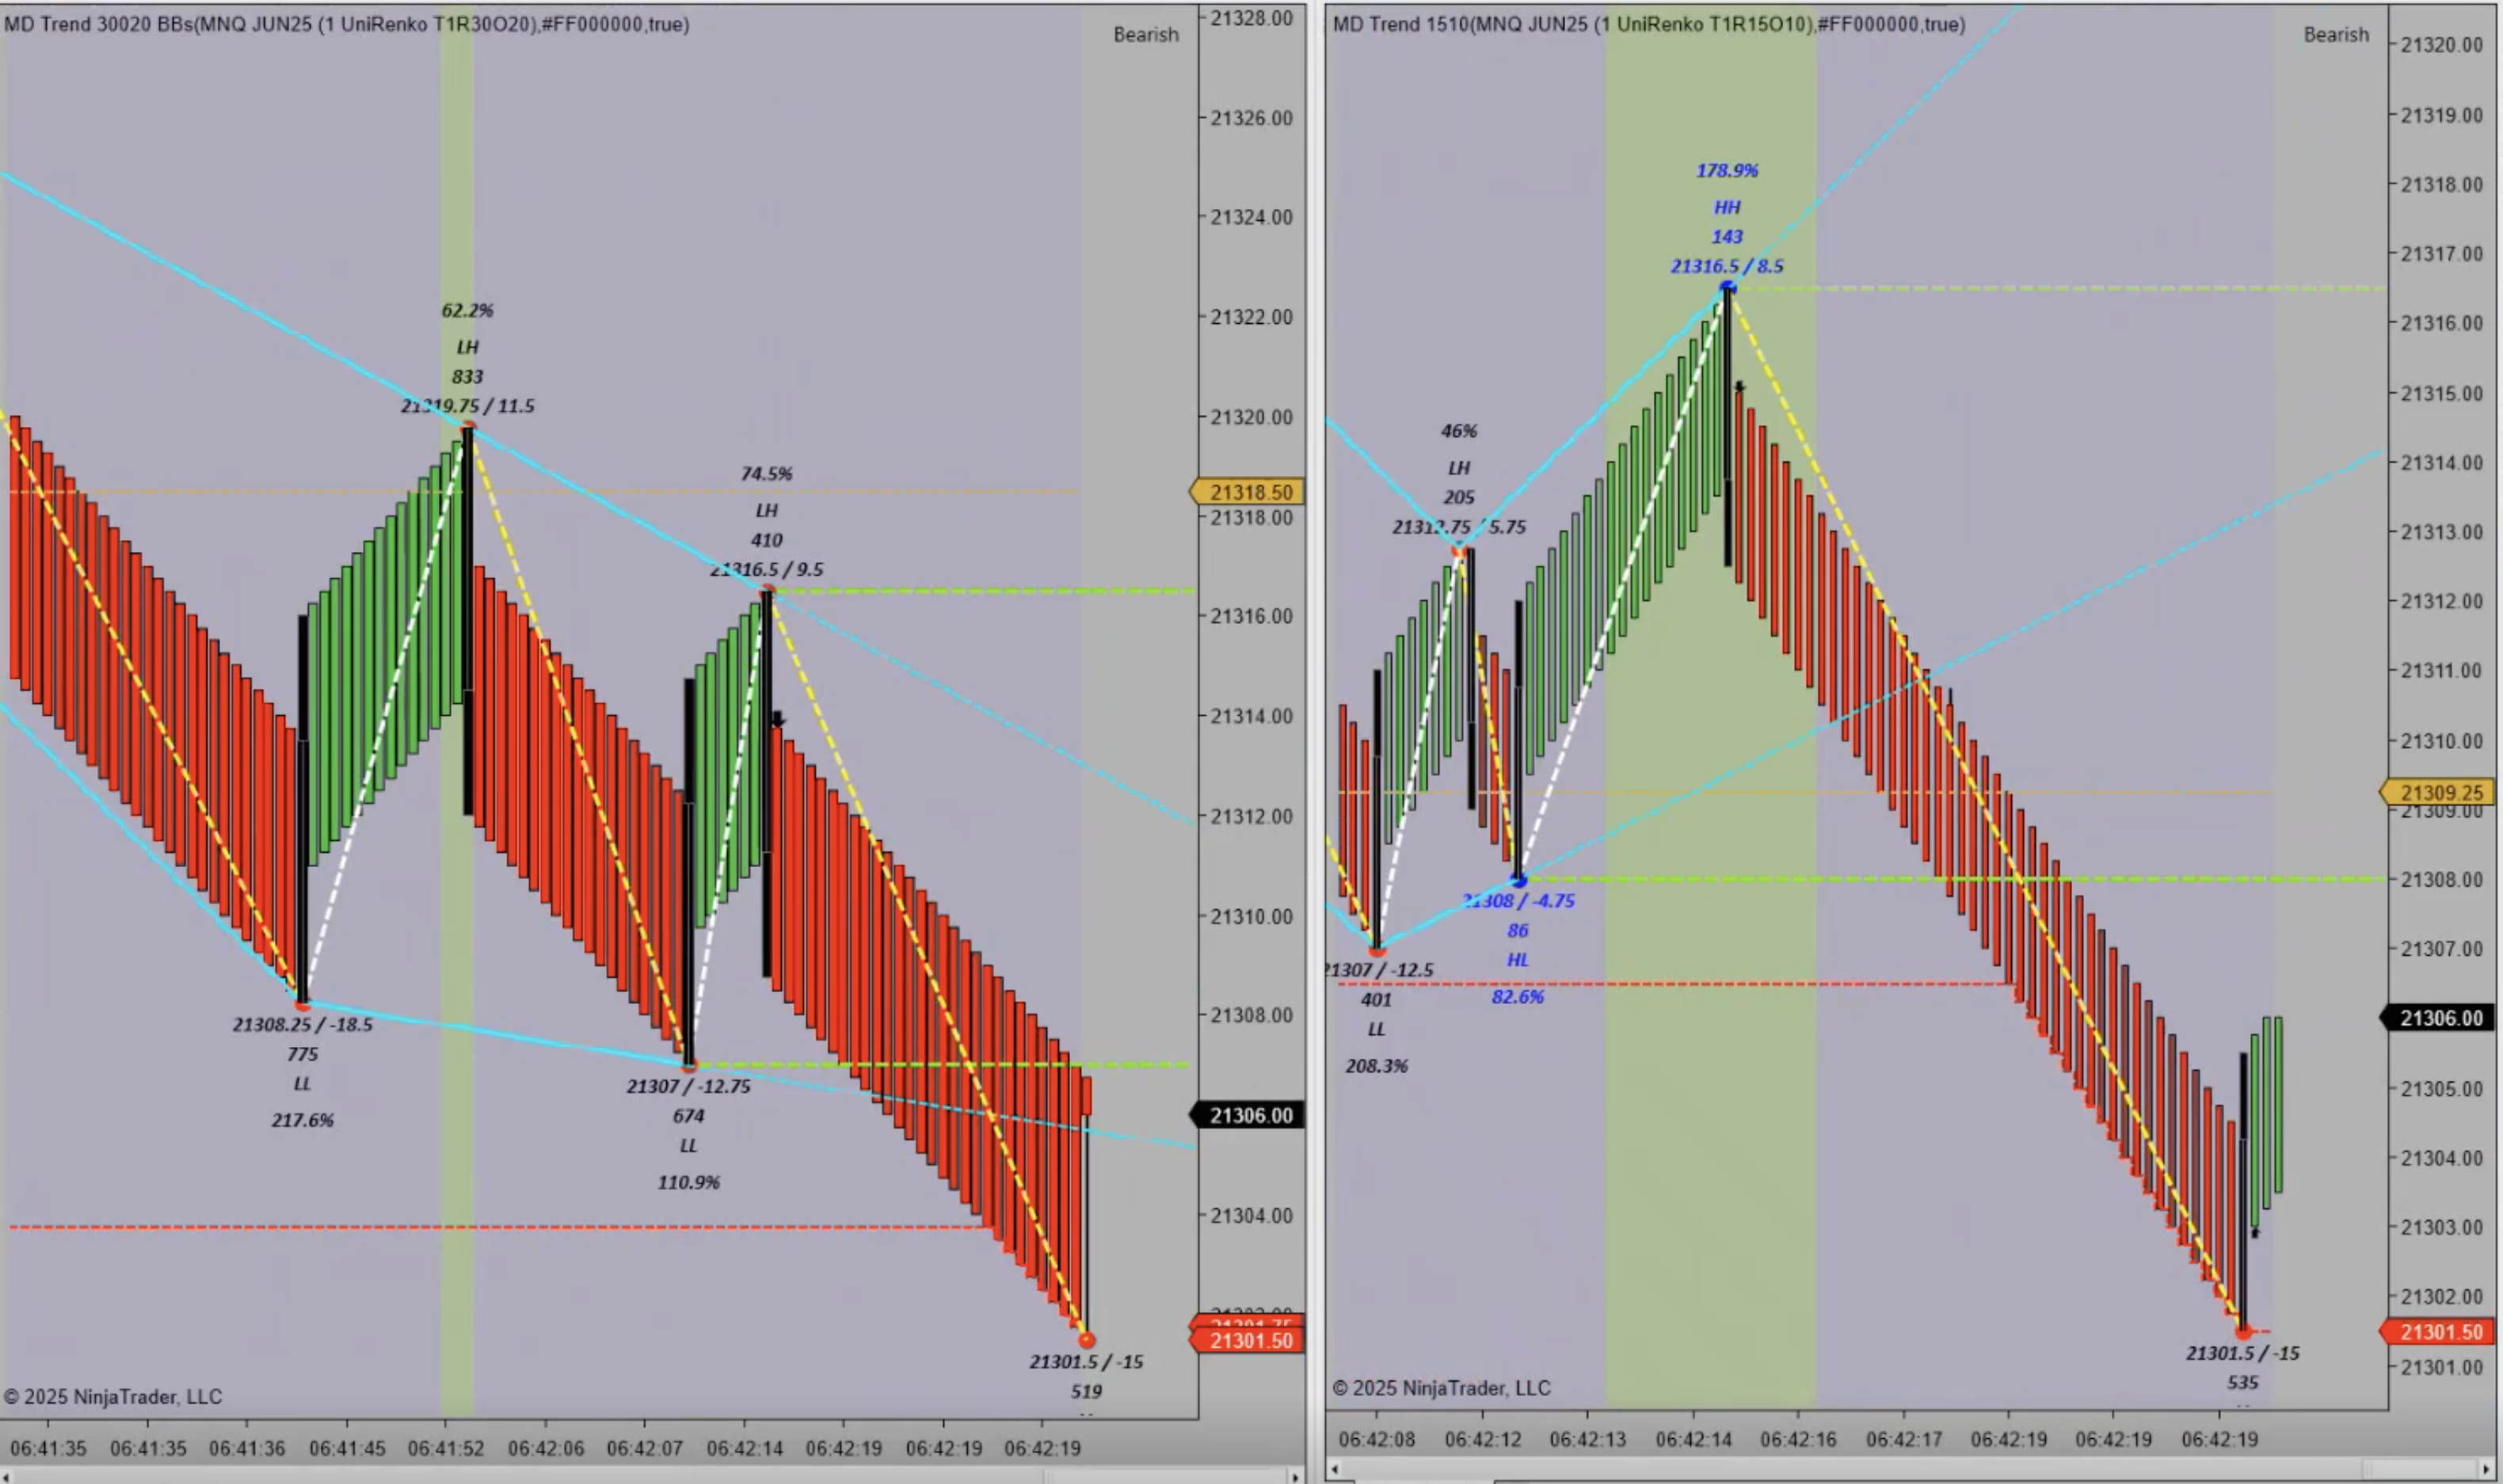 MD Trend 30020 BBs(MNQ JUN25 (1 UniRenko T1R30O20),#FF000000,true)
Bearish
21328.00
21326.00
21324.00
21322.00
21320.00
21318.50
21318.00
21316.00
21314.00
21312.00
21310.00
21308.00
21306.00
21304.00
21301.75
21301.50
62.2%
LH
833
21319.75 / 11.5
74.5%
LH
410
21316.5 / 9.5
21308.25 / -18.5
775
LL
217.6%
21307 / -12.75
674
LL
110.9%
21301.5 / -15
519
© 2025 NinjaTrader, LLC
06:41:35 06:41:35 06:41:36 06:41:45 06:41:52 06:42:06 06:42:07 06:42:14 06:42:19 06:42:19 06:42:19
MD Trend 1510(MNQ JUN25 (1 UniRenko T1R15O10),#FF000000,true)
Bearish
21320.00
21319.00
21318.00
21317.00
21316.00
21315.00
21314.00
21313.00
21312.00
21311.00
21310.00
21309.25
21309.00
21308.00
21307.00
21306.00
21305.00
21304.00
21303.00
21302.00
21301.50
21301.00
178.9%
HH
143
21316.5 / 8.5
46%
LH
205
21312.75 / 5.75
21308 / -4.75
86
HL
82.6%
21307 / -12.5
401
LL
208.3%
21301.5 / -15
535
© 2025 NinjaTrader, LLC
06:42:08 06:42:12 06:42:13 06:42:14 06:42:16 06:42:17 06:42:19 06:42:19 06:42:19